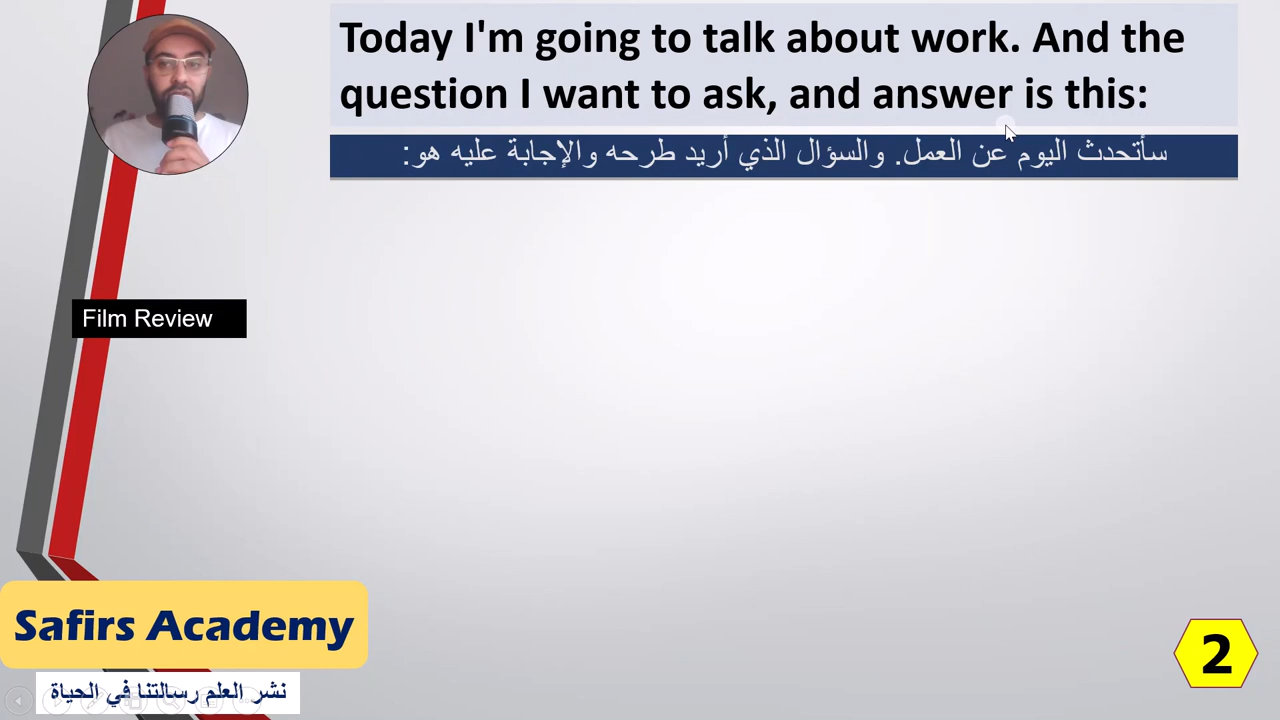 Today I'm going to talk about work. And the
question I want to ask, and answer is this:
سأتحدث اليوم عن العمل. والسؤال الذي أريد طرحه والإجابة عليه هو:
Film Review
Safirs Academy
نشر العلم رسالتنا في الحياة
2